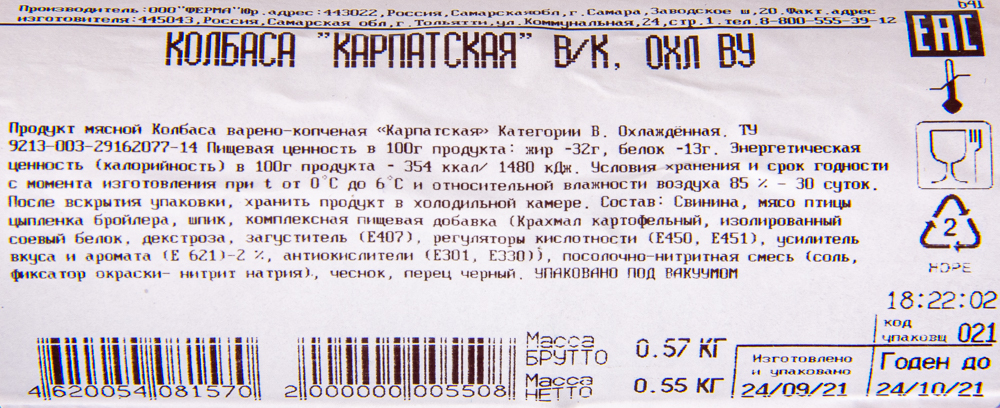 Производитель:ООО"ФЕРМА"Юр.адрес:443022,Россия,Самарскаяобл,г.Самара,Заводское ш,20.Факт.адрес
изготовителя:445043,Россия,Самарская обл,г.Тольятти,ул.Коммунальная,24,стр.1.тел.8-800-555-39-12
b41
EAC
КОЛБАСА "КАРПАТСКАЯ" В/К, ОХЛ ВУ
Продукт мясной Колбаса варено-копченая «Карпатская» Категории В. Охлаждённая. ТУ
9213-003-29162077-14 Пищевая ценность в 100г продукта: жир -32г, белок -13г. Энергетическая
ценность (калорийность) в 100г продукта - 354 ккал/ 1480 кДж. Условия хранения и срок годности
с момента изготовления при t от 0°С до 6°С и относительной влажности воздуха 85 % - 30 суток.
После вскрытия упаковки, хранить продукт в холодильной камере. Состав: Свинина, мясо птицы
цыпленка бройлера, шпик, комплексная пищевая добавка (Крахмал картофельный, изолированный
соевый белок, декстроза, загуститель (Е407), регуляторы кислотности (Е450, Е451), усилитель
вкуса и аромата (Е 621)-2 %, антиокислители (Е301, Е330)), посолочно-нитритная смесь (соль,
фиксатор окраски- нитрит натрия), чеснок, перец черный. УПАКОВАНО ПОД ВАКУУМОМ
2
HDPE
18:22:02
код
упаковщ 021
Масса
БРУТТО 0.57 КГ
Масса
НЕТТО 0.55 КГ
Изготовлено
и упаковано
24/09/21
Годен до
24/10/21
4 620054 081570
2 000000 005508